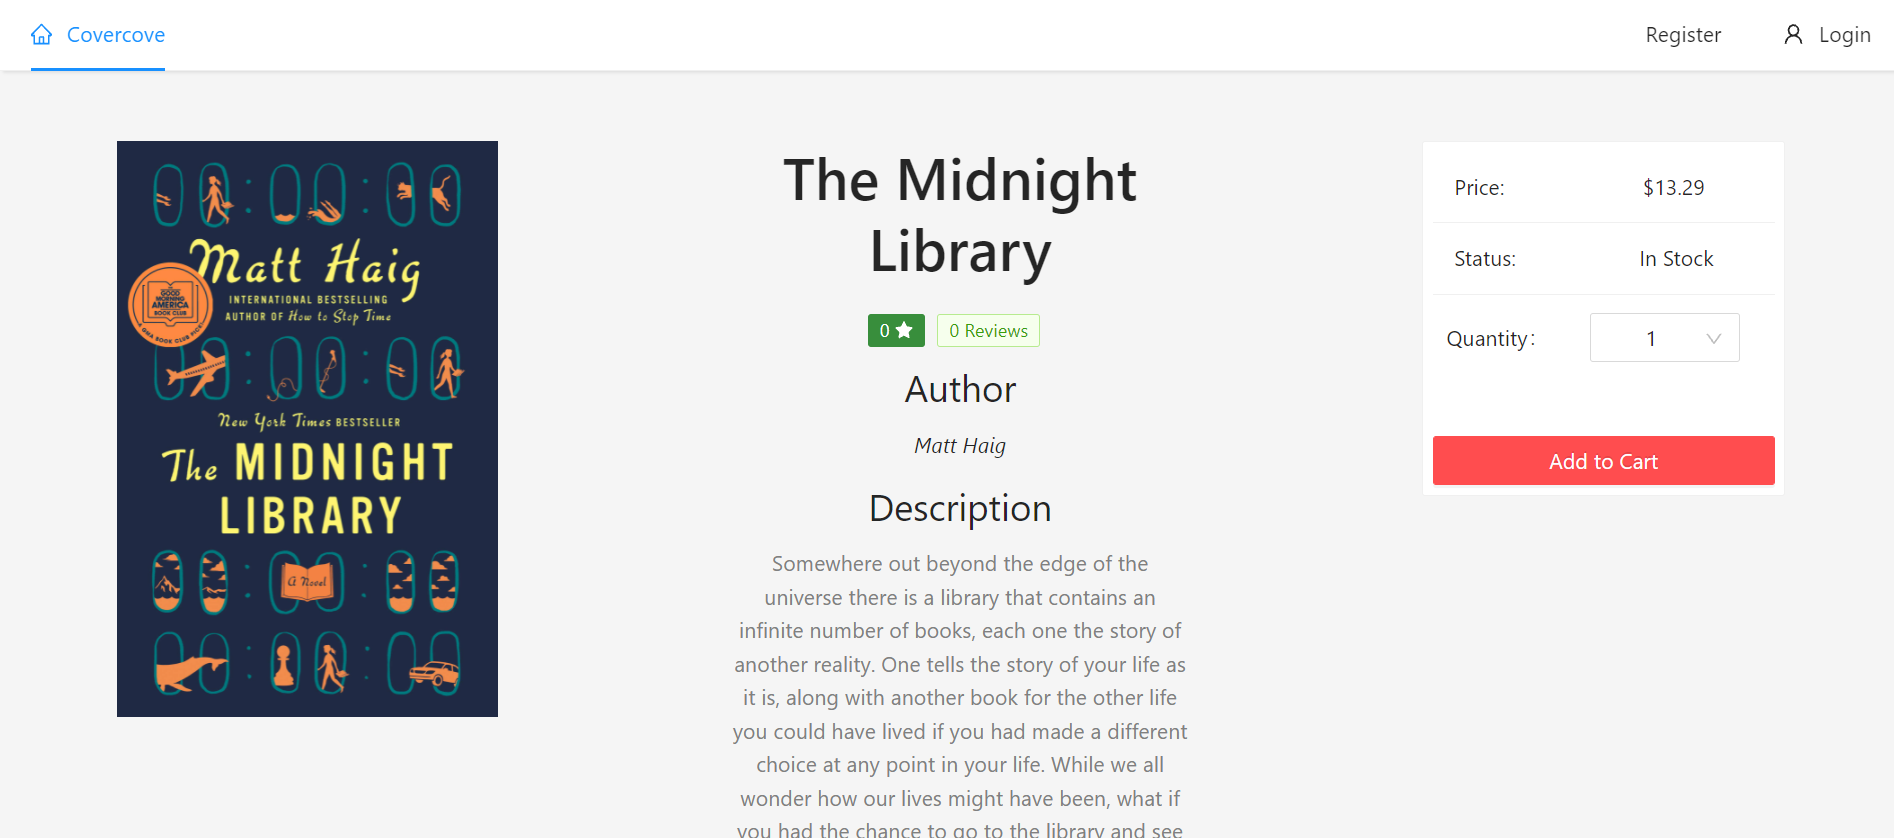 Covercove
Register
Login
Matt Haig
INTERNATIONAL BESTSELLING
AUTHOR OF How to Stop Time
GOOD
MORNING
AMERICA
BOOK CLUB
A GMA BOOK CLUB PICK
New York Times BESTSELLER
The MIDNIGHT
LIBRARY
A Novel
The Midnight
Library
0
0 Reviews
Author
Matt Haig
Description
Somewhere out beyond the edge of the
universe there is a library that contains an
infinite number of books, each one the story of
another reality. One tells the story of your life as
it is, along with another book for the other life
you could have lived if you had made a different
choice at any point in your life. While we all
wonder how our lives might have been, what if
you had the chance to go to the library and see
Price: $13.29
Status: In Stock
Quantity: 1
Add to Cart